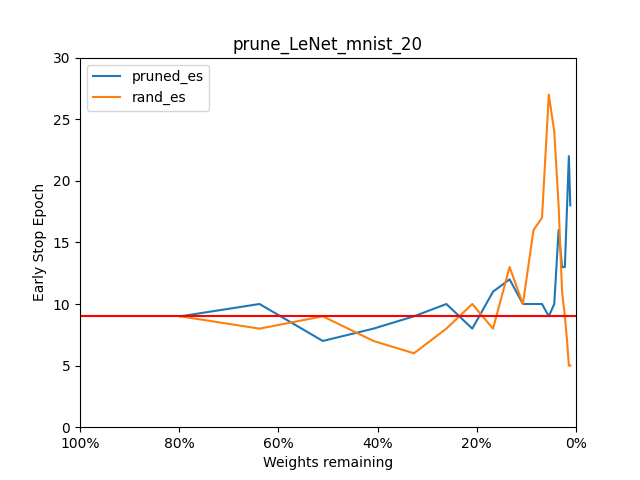 prune_LeNet_mnist_20
pruned_es
rand_es
Early Stop Epoch
30
25
20
15
10
5
0
100% 80% 60% 40% 20% 0%
Weights remaining